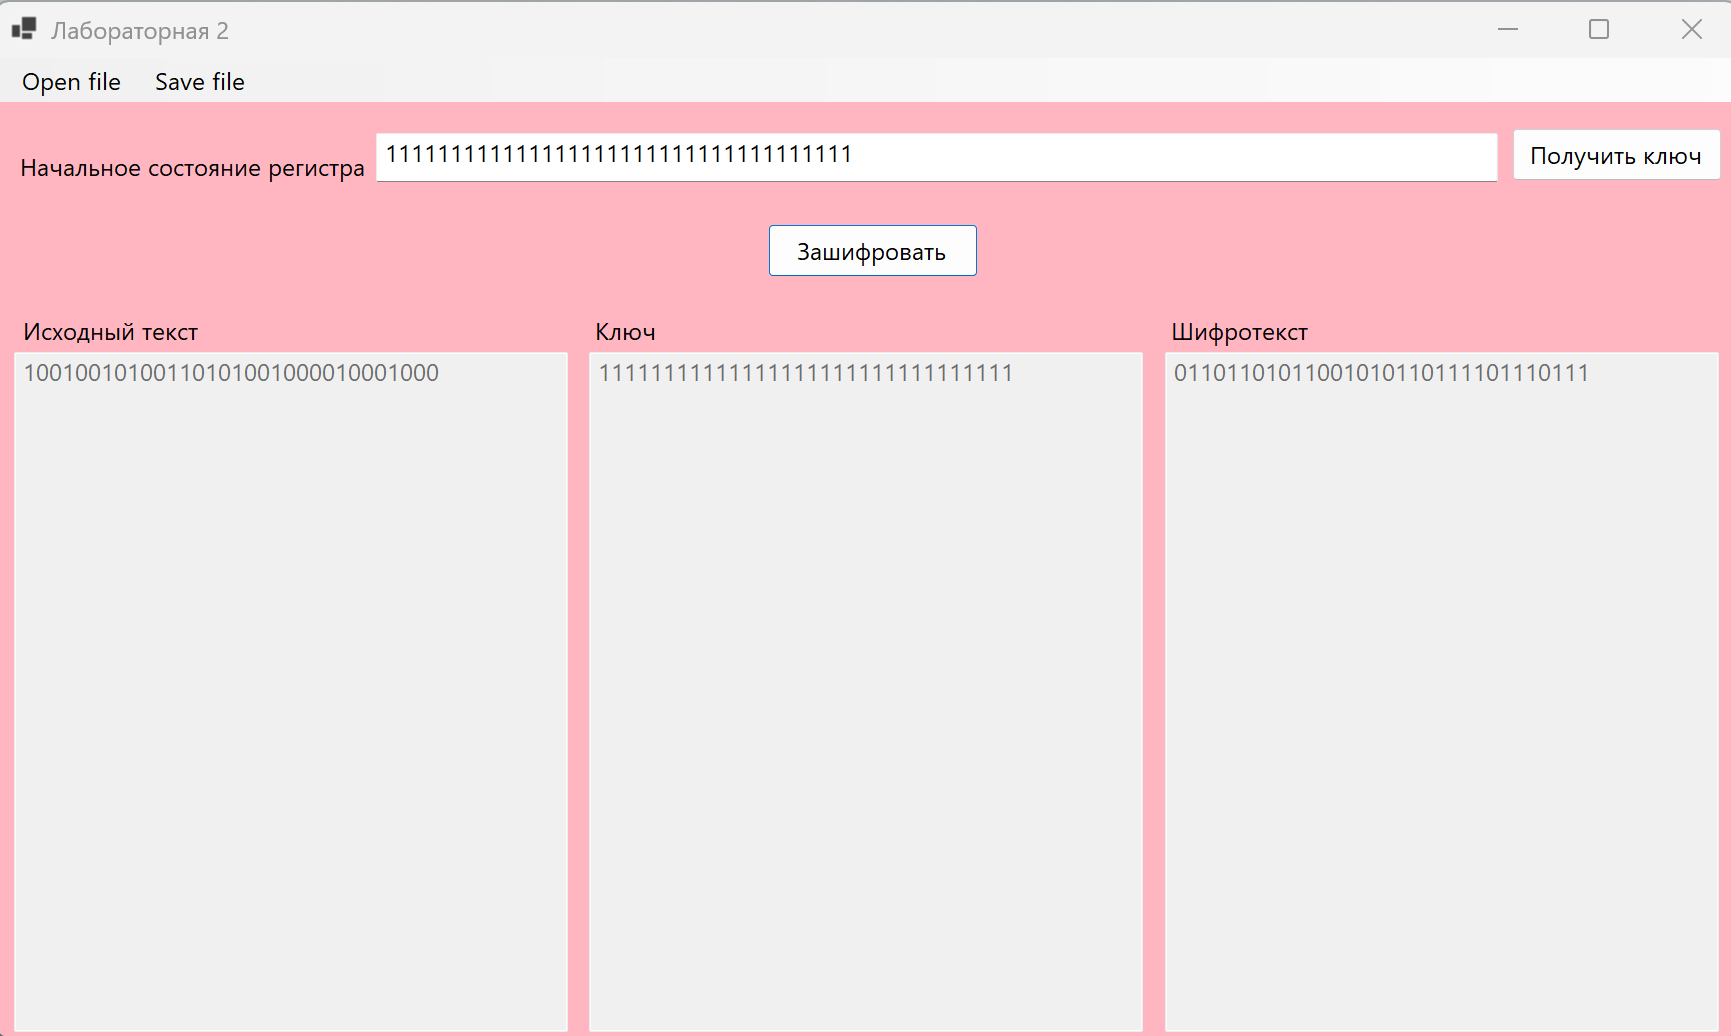 Лабораторная 2
Open file Save file
Начальное состояние регистра 111111111111111111111111111111111111 Получить ключ
Зашифровать
Исходный текст Ключ Шифротекст
10010010100110101001000010001000 11111111111111111111111111111111 01101101011001010110111101110111